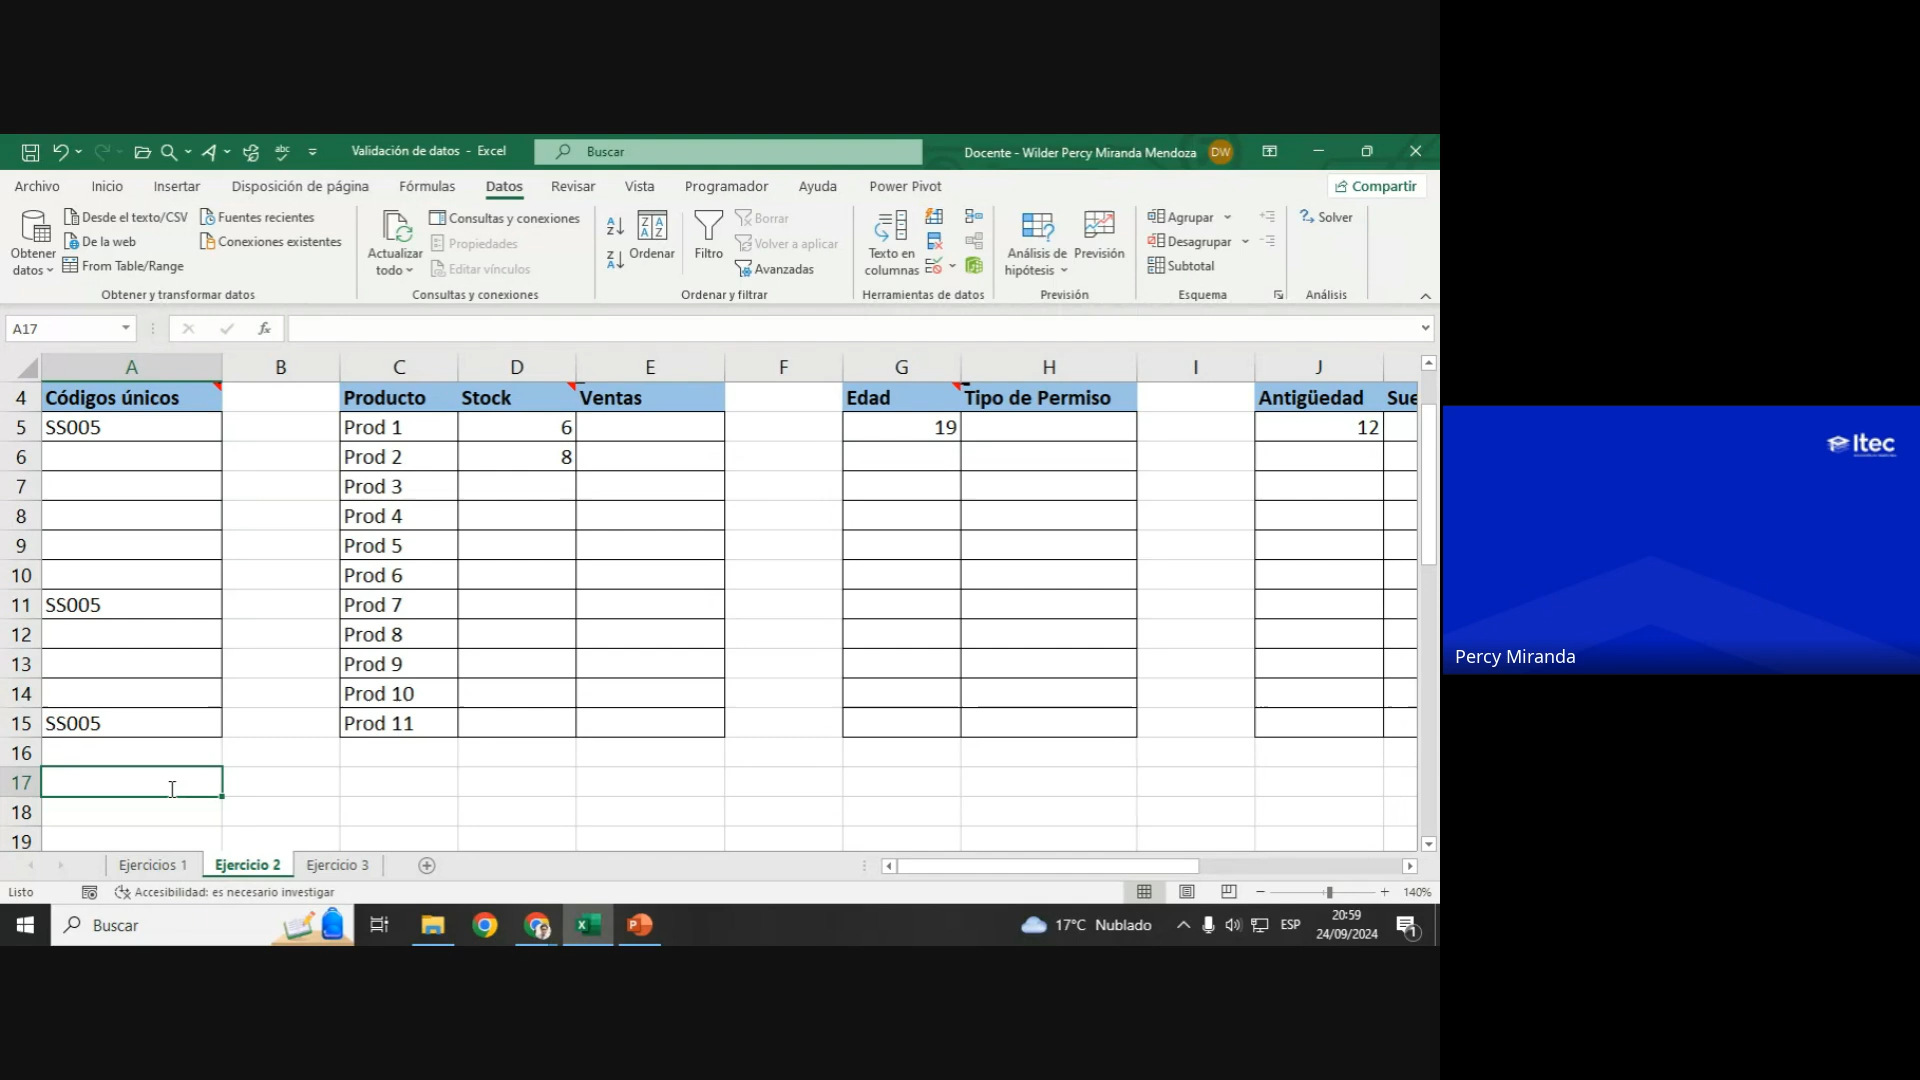 Validación de datos - Excel
Buscar
Docente - Wilder Percy Miranda Mendoza
DW
Archivo
Inicio
Insertar
Disposición de página
Fórmulas
Datos
Revisar
Vista
Programador
Ayuda
Power Pivot
Compartir
Obtener datos
Desde el texto/CSV
De la web
From Table/Range
Fuentes recientes
Conexiones existentes
Obtener y transformar datos
Actualizar todo
Consultas y conexiones
Propiedades
Editar vínculos
Consultas y conexiones
Ordenar
Filtro
Borrar
Volver a aplicar
Avanzadas
Ordenar y filtrar
Texto en columnas
Herramientas de datos
Análisis de hipótesis
Previsión
Previsión
Agrupar
Desagrupar
Subtotal
Esquema
Solver
Análisis
A17
fx
A B C D E F G H I J
4 Códigos únicos Producto Stock Ventas Edad Tipo de Permiso Antigüedad Sue
5 SS005 Prod 1 6 19 12
6 Prod 2 8
7 Prod 3
8 Prod 4
9 Prod 5
10 Prod 6
11 SS005 Prod 7
12 Prod 8
13 Prod 9
14 Prod 10
15 SS005 Prod 11
16
17
18
19
Ejercicios 1
Ejercicio 2
Ejercicio 3
Listo
Accesibilidad: es necesario investigar
140%
Buscar
17°C Nublado
ESP
20:59
24/09/2024
1
Itec
Percy Miranda